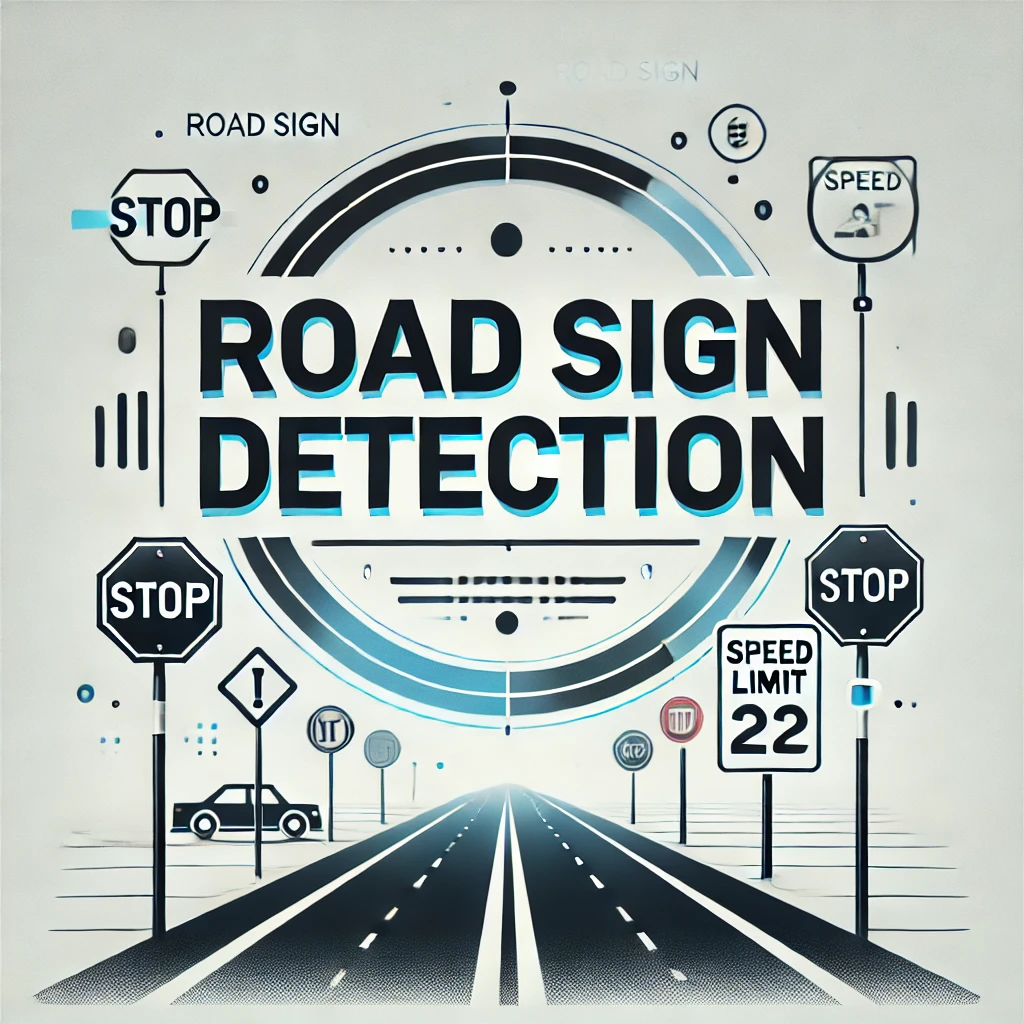 ROAD SIGN
ROAD SIGN
STOP
SPEED
ROAD SIGN
DETECTION
STOP
STOP
SPEED
LIMIT
22